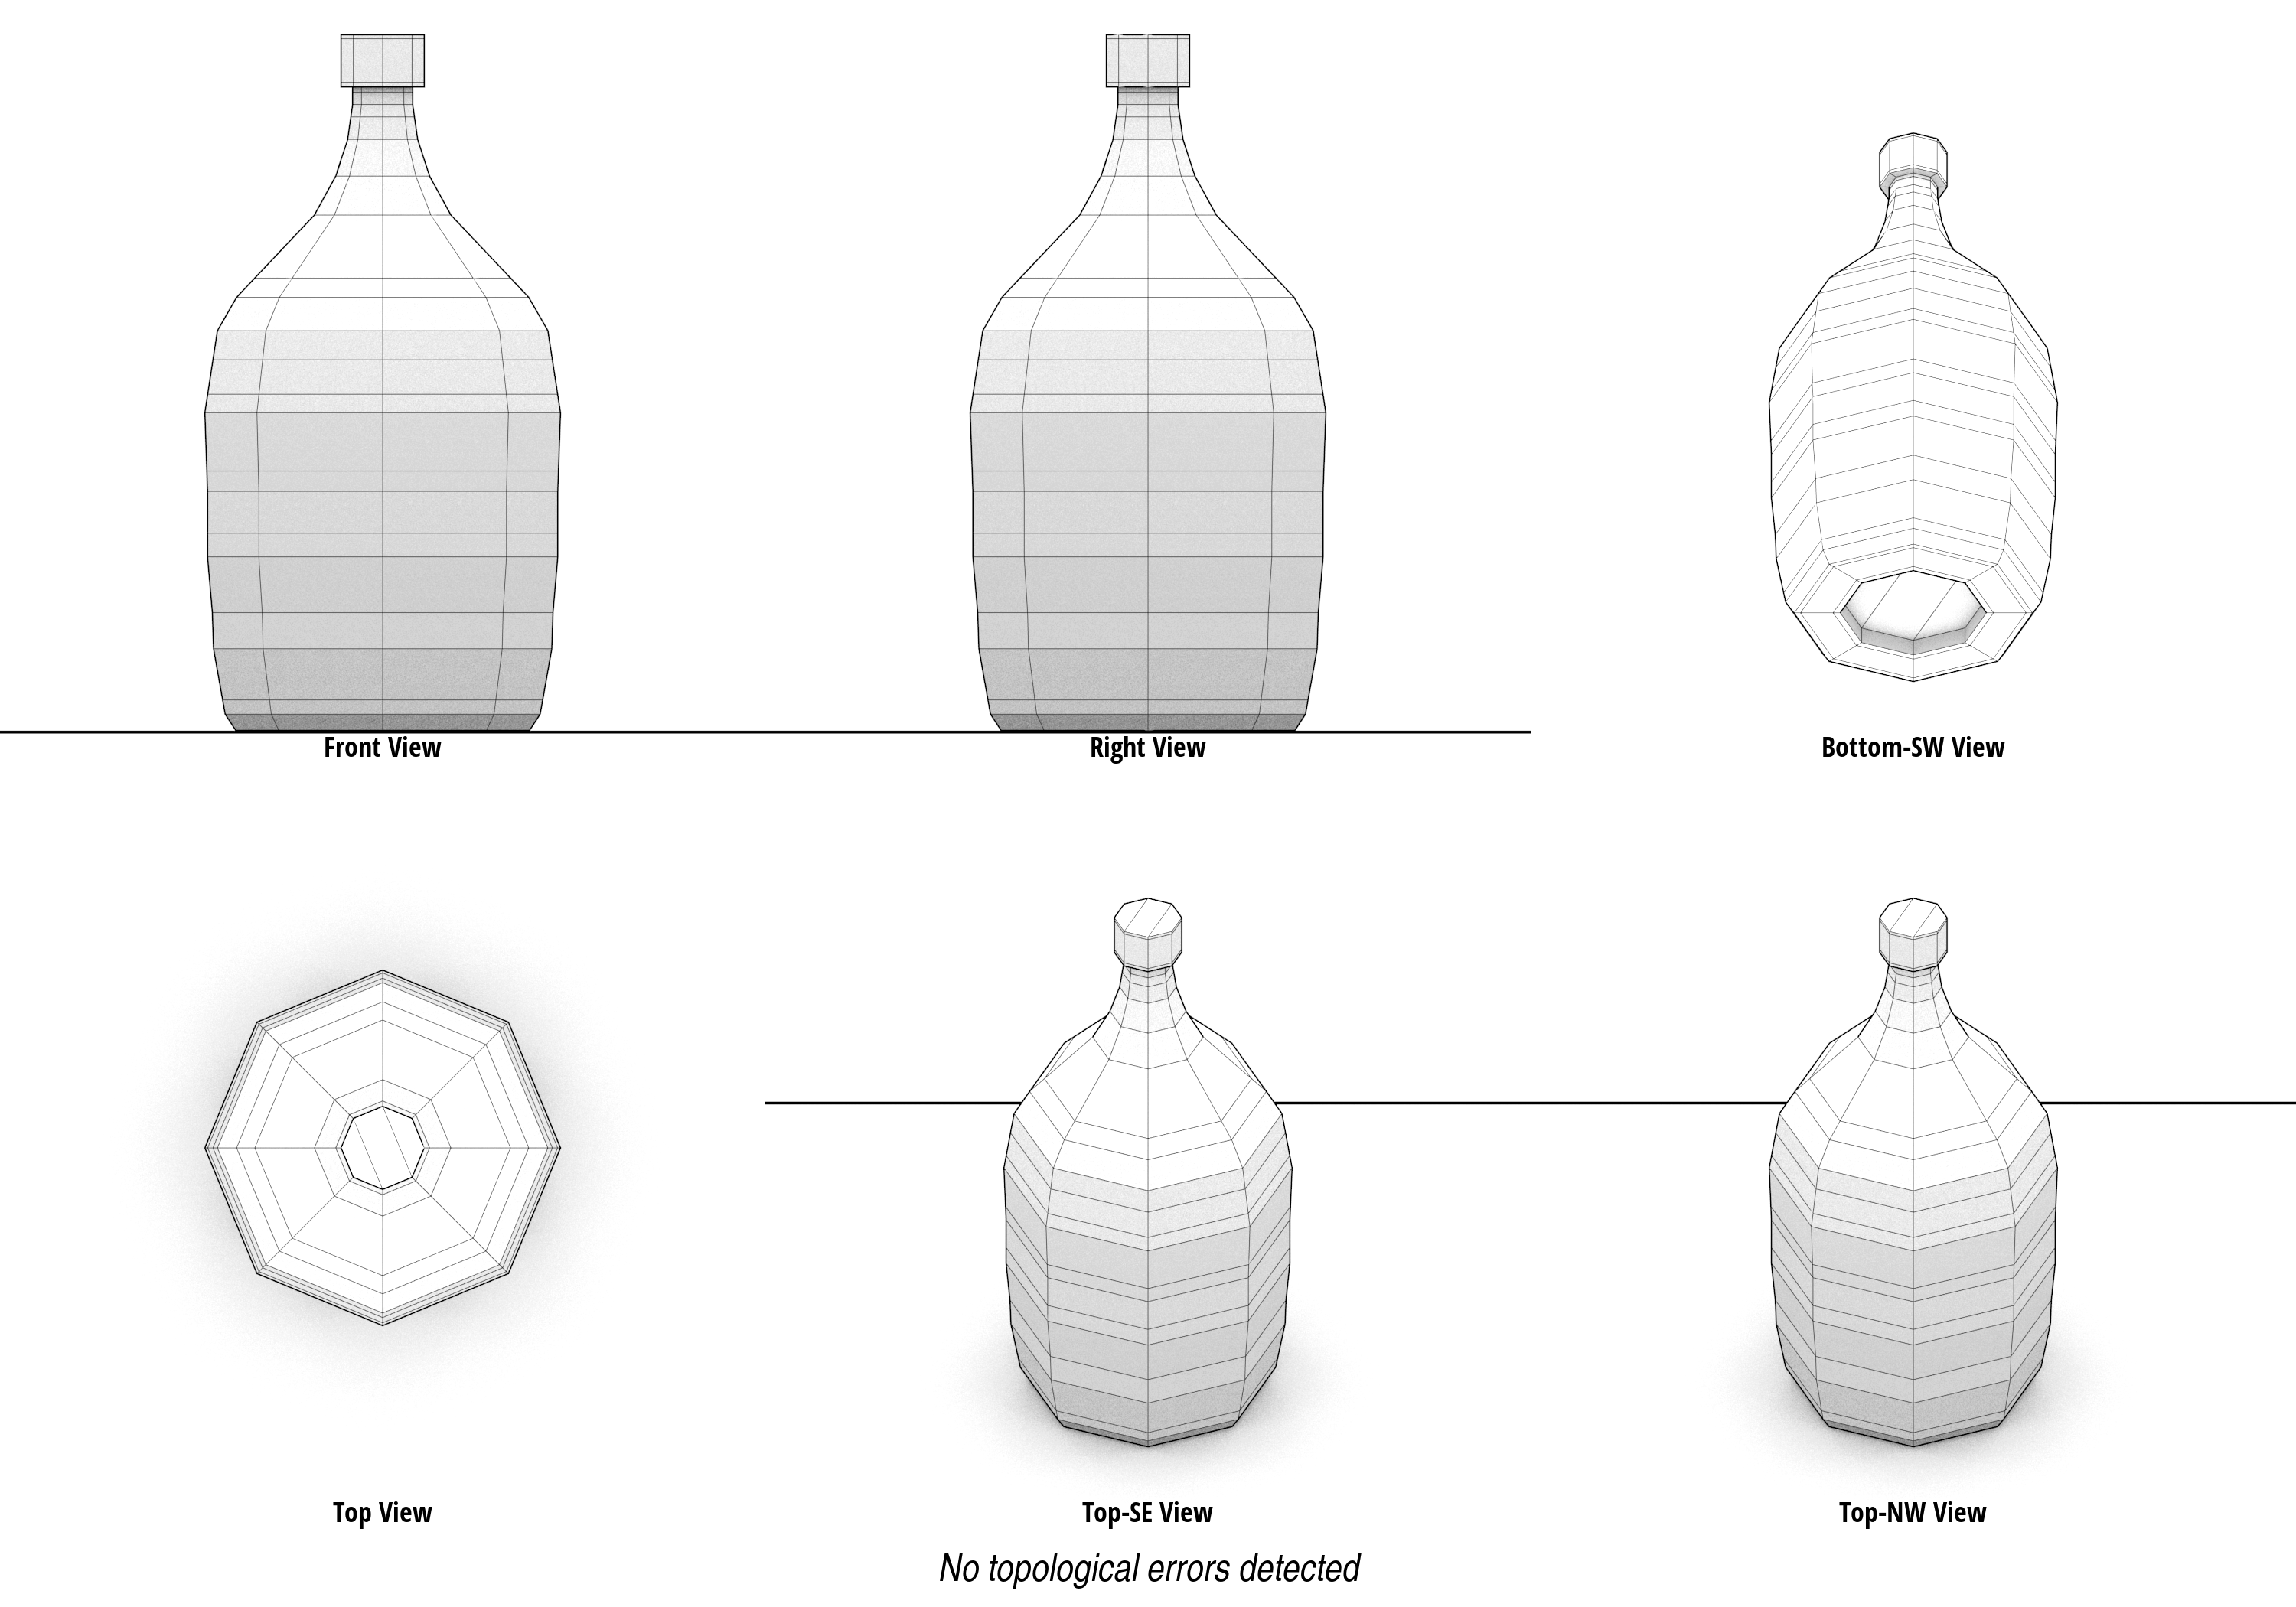 Front View
Right View
Bottom-SW View
Top View
Top-SE View
Top-NW View
No topological errors detected